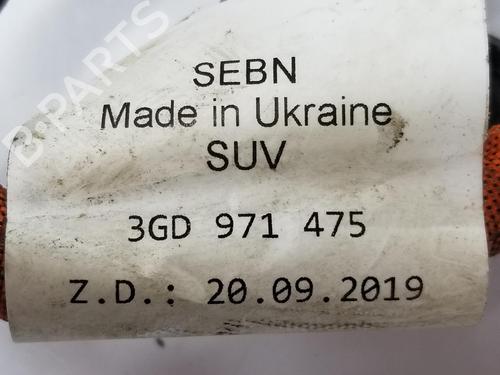 B-PARTS
SEBN
Made in Ukraine
SUV
3GD 971 475
Z.D.: 20.09.2019